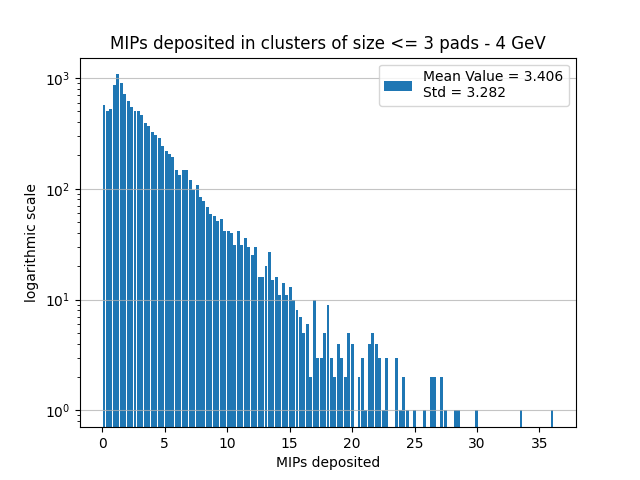 MIPs deposited in clusters of size <= 3 pads - 4 GeV
Mean Value = 3.406
Std = 3.282
logarithmic scale
10³
10²
10¹
10⁰
0 5 10 15 20 25 30 35
MIPs deposited